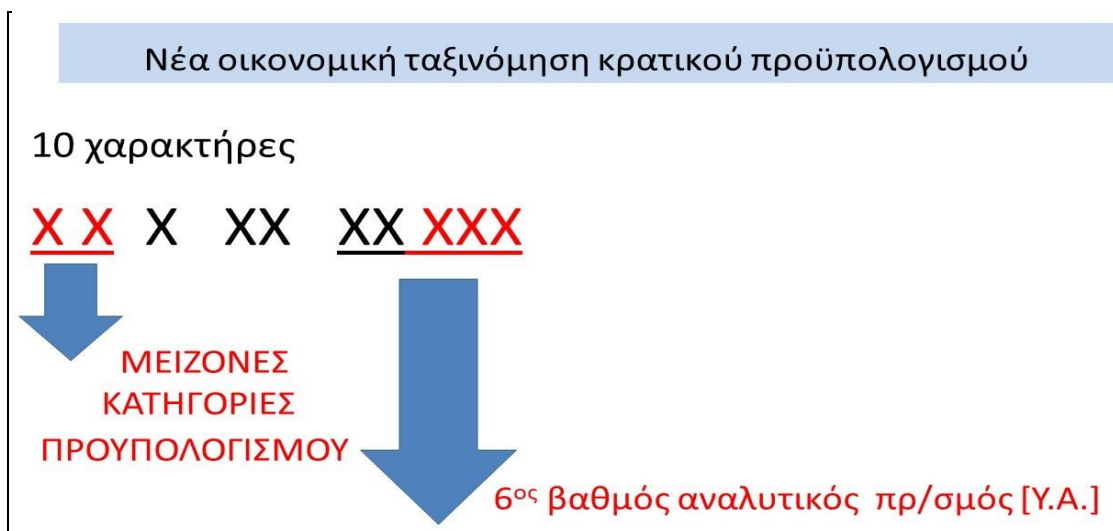 Νέα οικονομική ταξινόμηση κρατικού προϋπολογισμού
10 χαρακτήρες
X X X XX XX XXX
ΜΕΙΖΟΝΕΣ
ΚΑΤΗΓΟΡΙΕΣ
ΠΡΟΥΠΟΛΟΓΙΣΜΟΥ
6ος βαθμός αναλυτικός πρ/σμός [Υ.Α.]